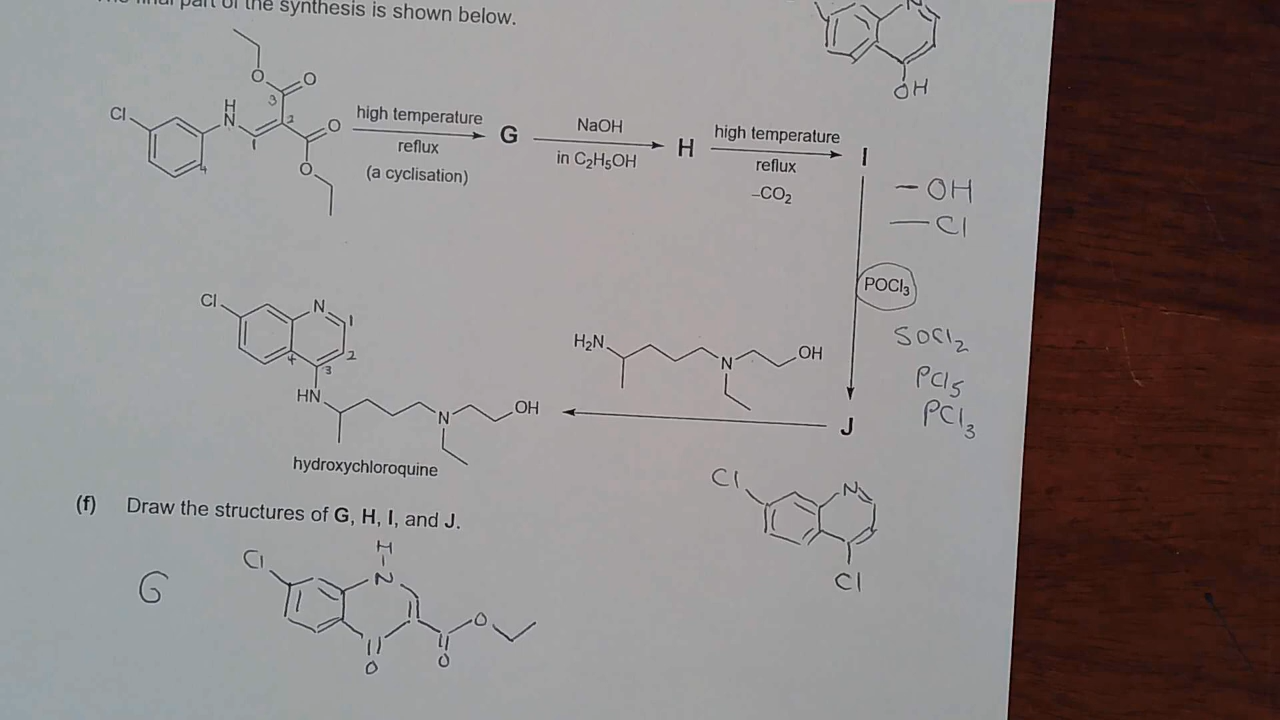 The final part of the synthesis is shown below.
N
OH
O O
3
Cl H
N 2 O
1
4 O
high temperature
reflux
(a cyclisation)
G
NaOH
in C₂H₅OH
H
high temperature
reflux
–CO₂
I
– OH
— Cl
POCl₃
SOCl₂
PCl₅
PCl₃
J
Cl N 1
2
4 3
HN N OH
hydroxychloroquine
H₂N N OH
Cl N
Cl
(f) Draw the structures of G, H, I, and J.
G
Cl H
N
O
O O